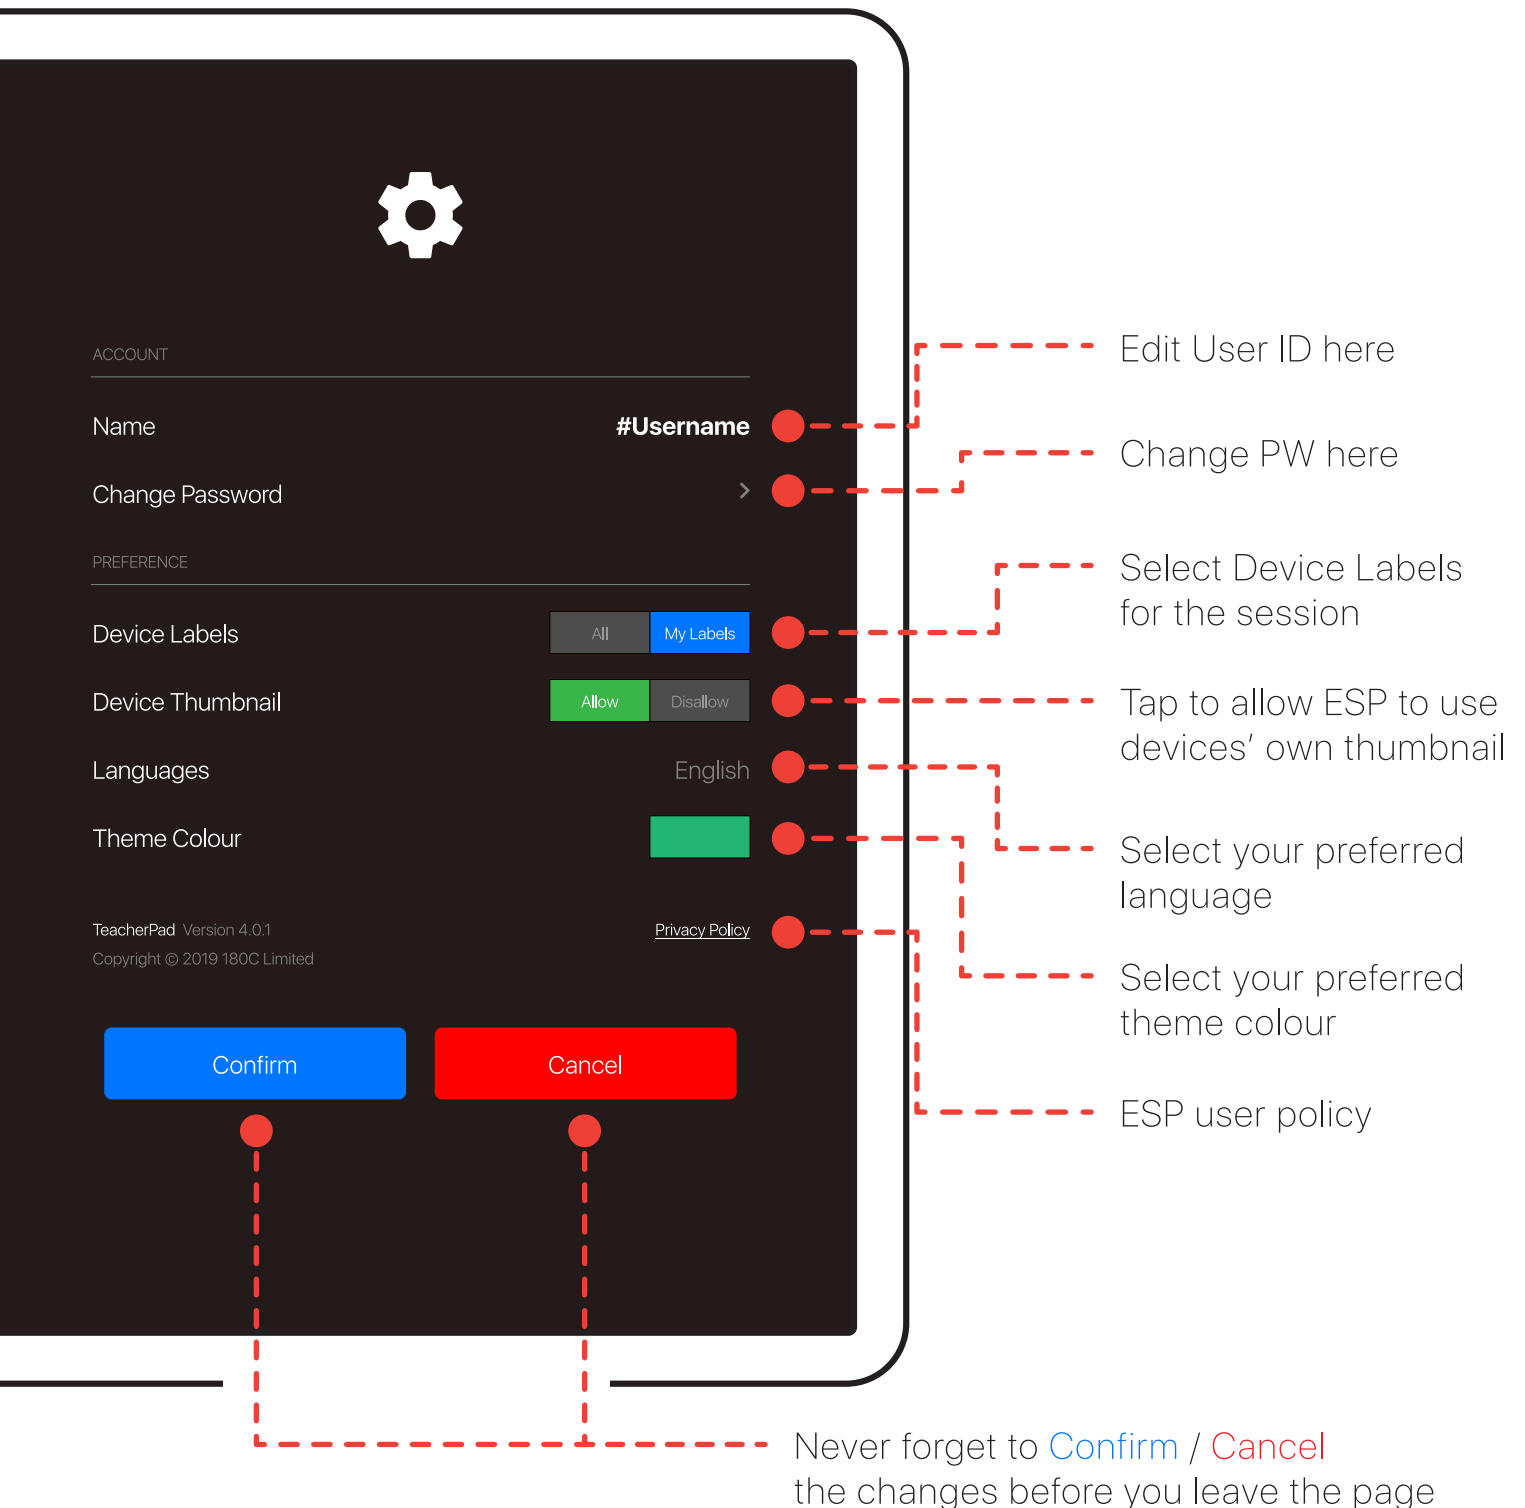 ACCOUNT
Name #Username
Change Password
PREFERENCE
Device Labels All My Labels
Device Thumbnail Allow Disallow
Languages English
Theme Colour
TeacherPad Version 4.0.1 Privacy Policy
Copyright © 2019 180C Limited
Confirm Cancel
Edit User ID here
Change PW here
Select Device Labels
for the session
Tap to allow ESP to use
devices’ own thumbnail
Select your preferred
language
Select your preferred
theme colour
ESP user policy
Never forget to Confirm / Cancel
the changes before you leave the page